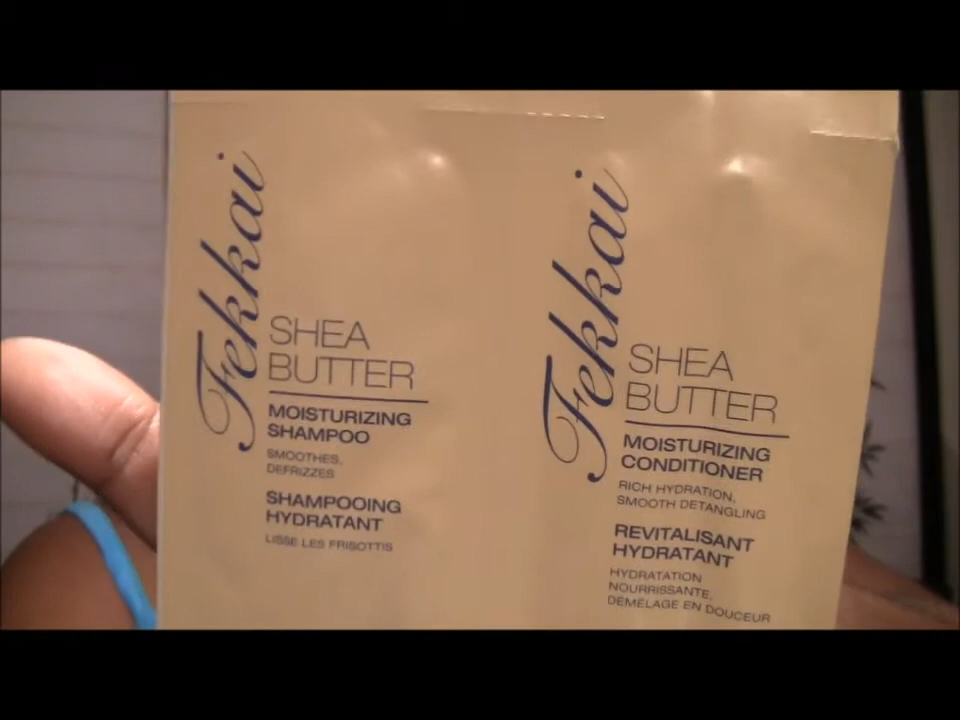 Fekkai
SHEA
BUTTER
MOISTURIZING
SHAMPOO
SMOOTHES,
DEFRIZZES
SHAMPOOING
HYDRATANT
LISSE LES FRISOTTIS
Fekkai
SHEA
BUTTER
MOISTURIZING
CONDITIONER
RICH HYDRATION,
SMOOTH DETANGLING
REVITALISANT
HYDRATANT
HYDRATATION
NOURRISSANTE,
DÉMÊLAGE EN DOUCEUR